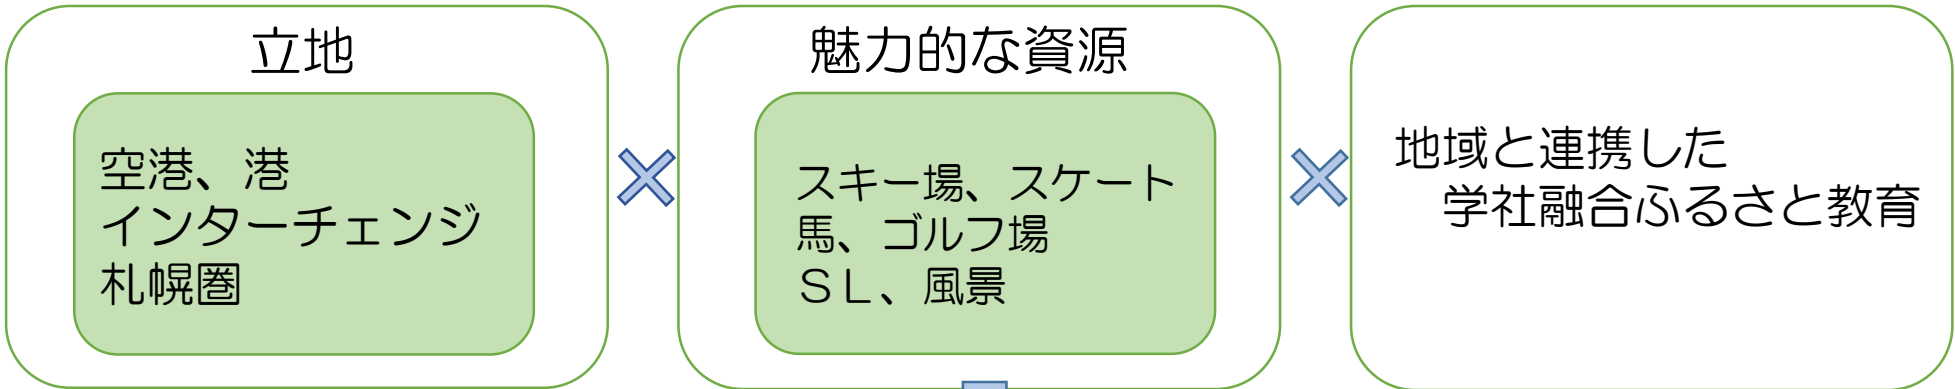 立地
空港、港
インターチェンジ
札幌圏
魅力的な資源
スキー場、スケート
馬、ゴルフ場
ＳＬ、風景
地域と連携した
学社融合ふるさと教育